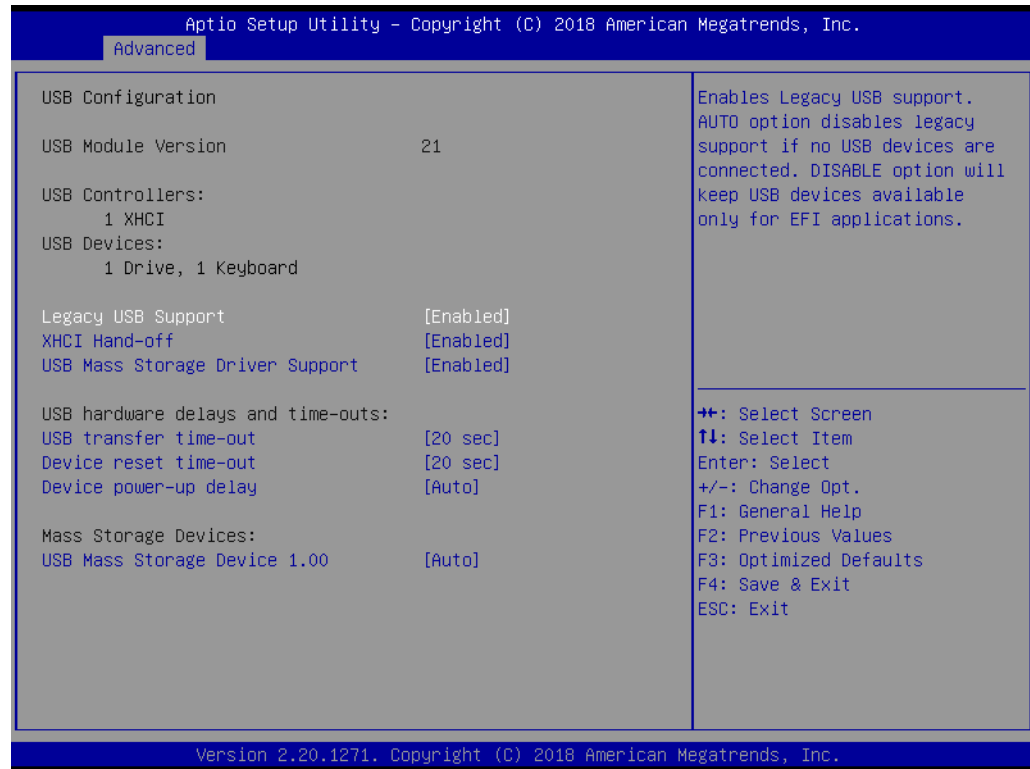 Aptio Setup Utility – Copyright (C) 2018 American Megatrends, Inc.
Advanced
USB Configuration
USB Module Version 21
USB Controllers:
1 XHCI
USB Devices:
1 Drive, 1 Keyboard
Legacy USB Support [Enabled]
XHCI Hand-off [Enabled]
USB Mass Storage Driver Support [Enabled]
USB hardware delays and time-outs:
USB transfer time-out [20 sec]
Device reset time-out [20 sec]
Device power-up delay [Auto]
Mass Storage Devices:
USB Mass Storage Device 1.00 [Auto]
Enables Legacy USB support.
AUTO option disables legacy
support if no USB devices are
connected. DISABLE option will
keep USB devices available
only for EFI applications.
→←: Select Screen
↑↓: Select Item
Enter: Select
+/-: Change Opt.
F1: General Help
F2: Previous Values
F3: Optimized Defaults
F4: Save & Exit
ESC: Exit
Version 2.20.1271. Copyright (C) 2018 American Megatrends, Inc.